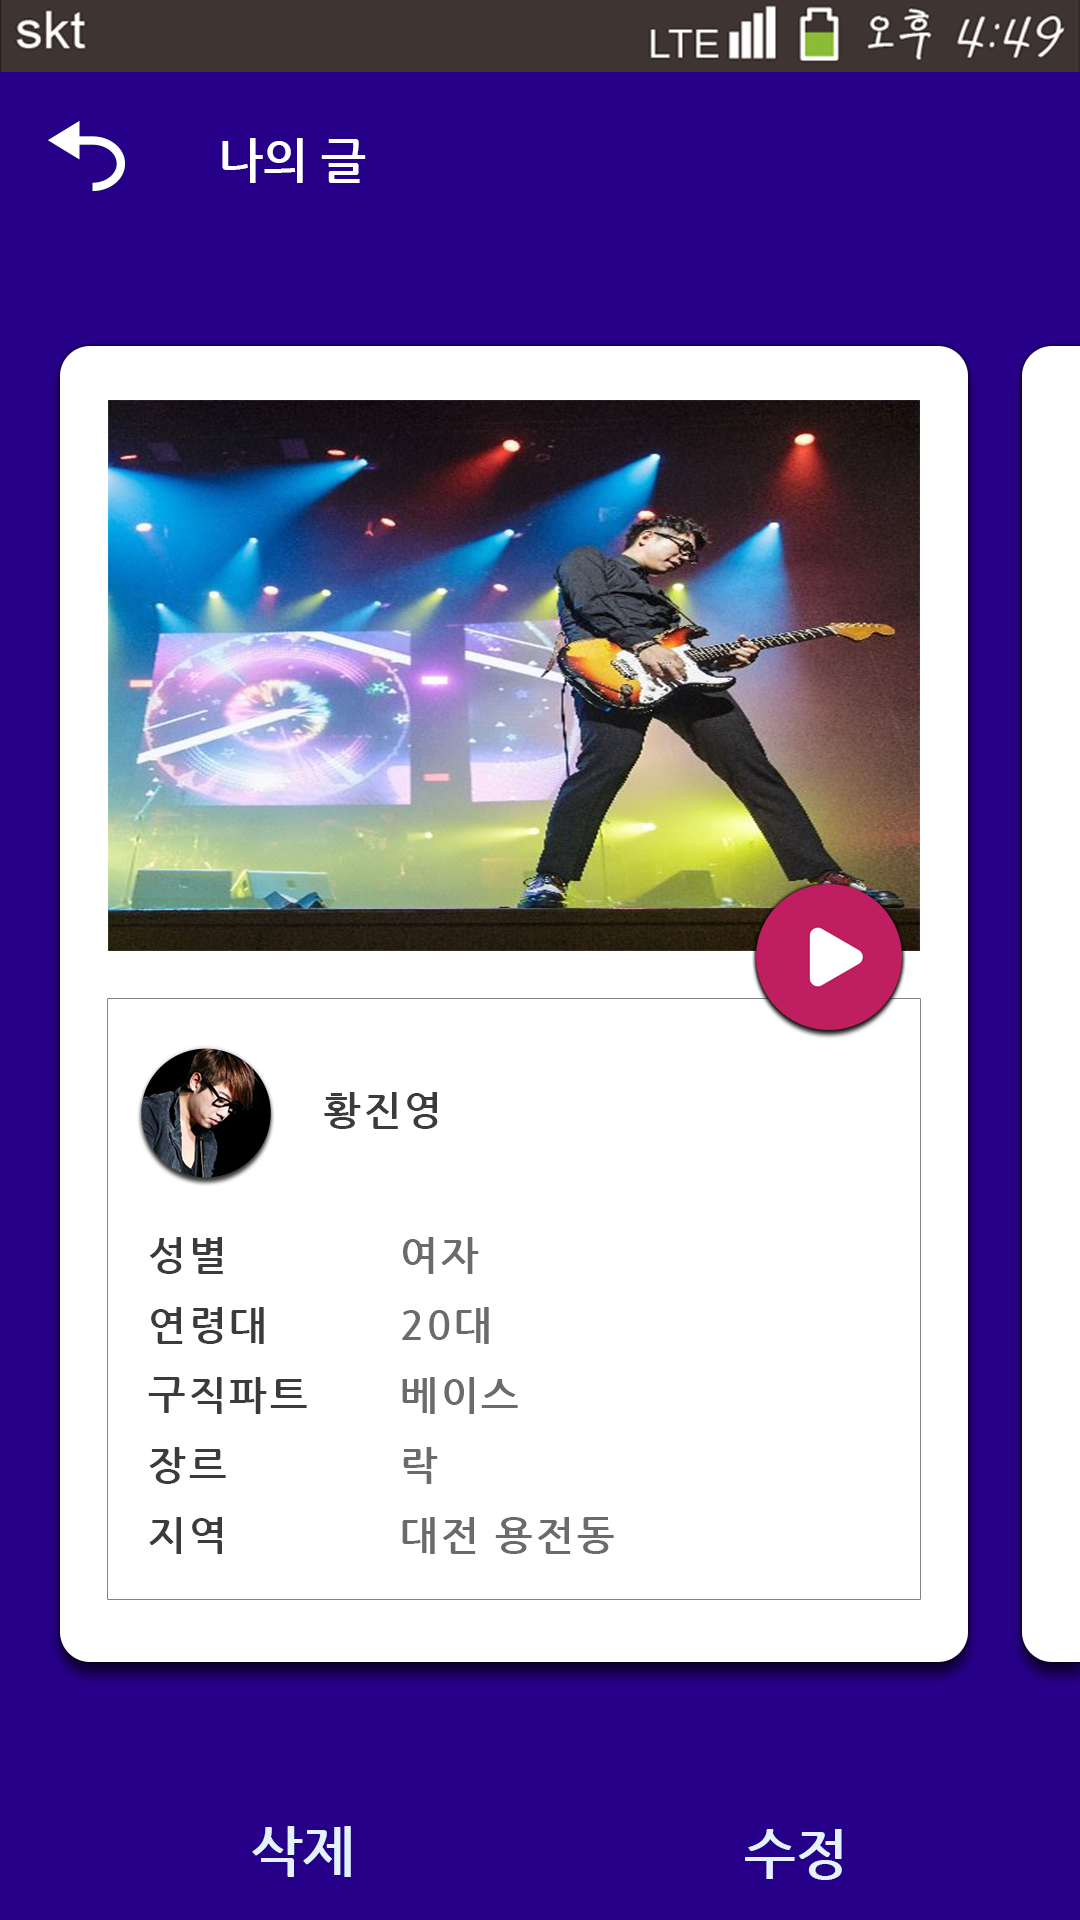 skt LTE 오후 4:49
나의 글
황진영
성별 여자
연령대 20대
구직파트 베이스
장르 락
지역 대전 용전동
삭제 수정